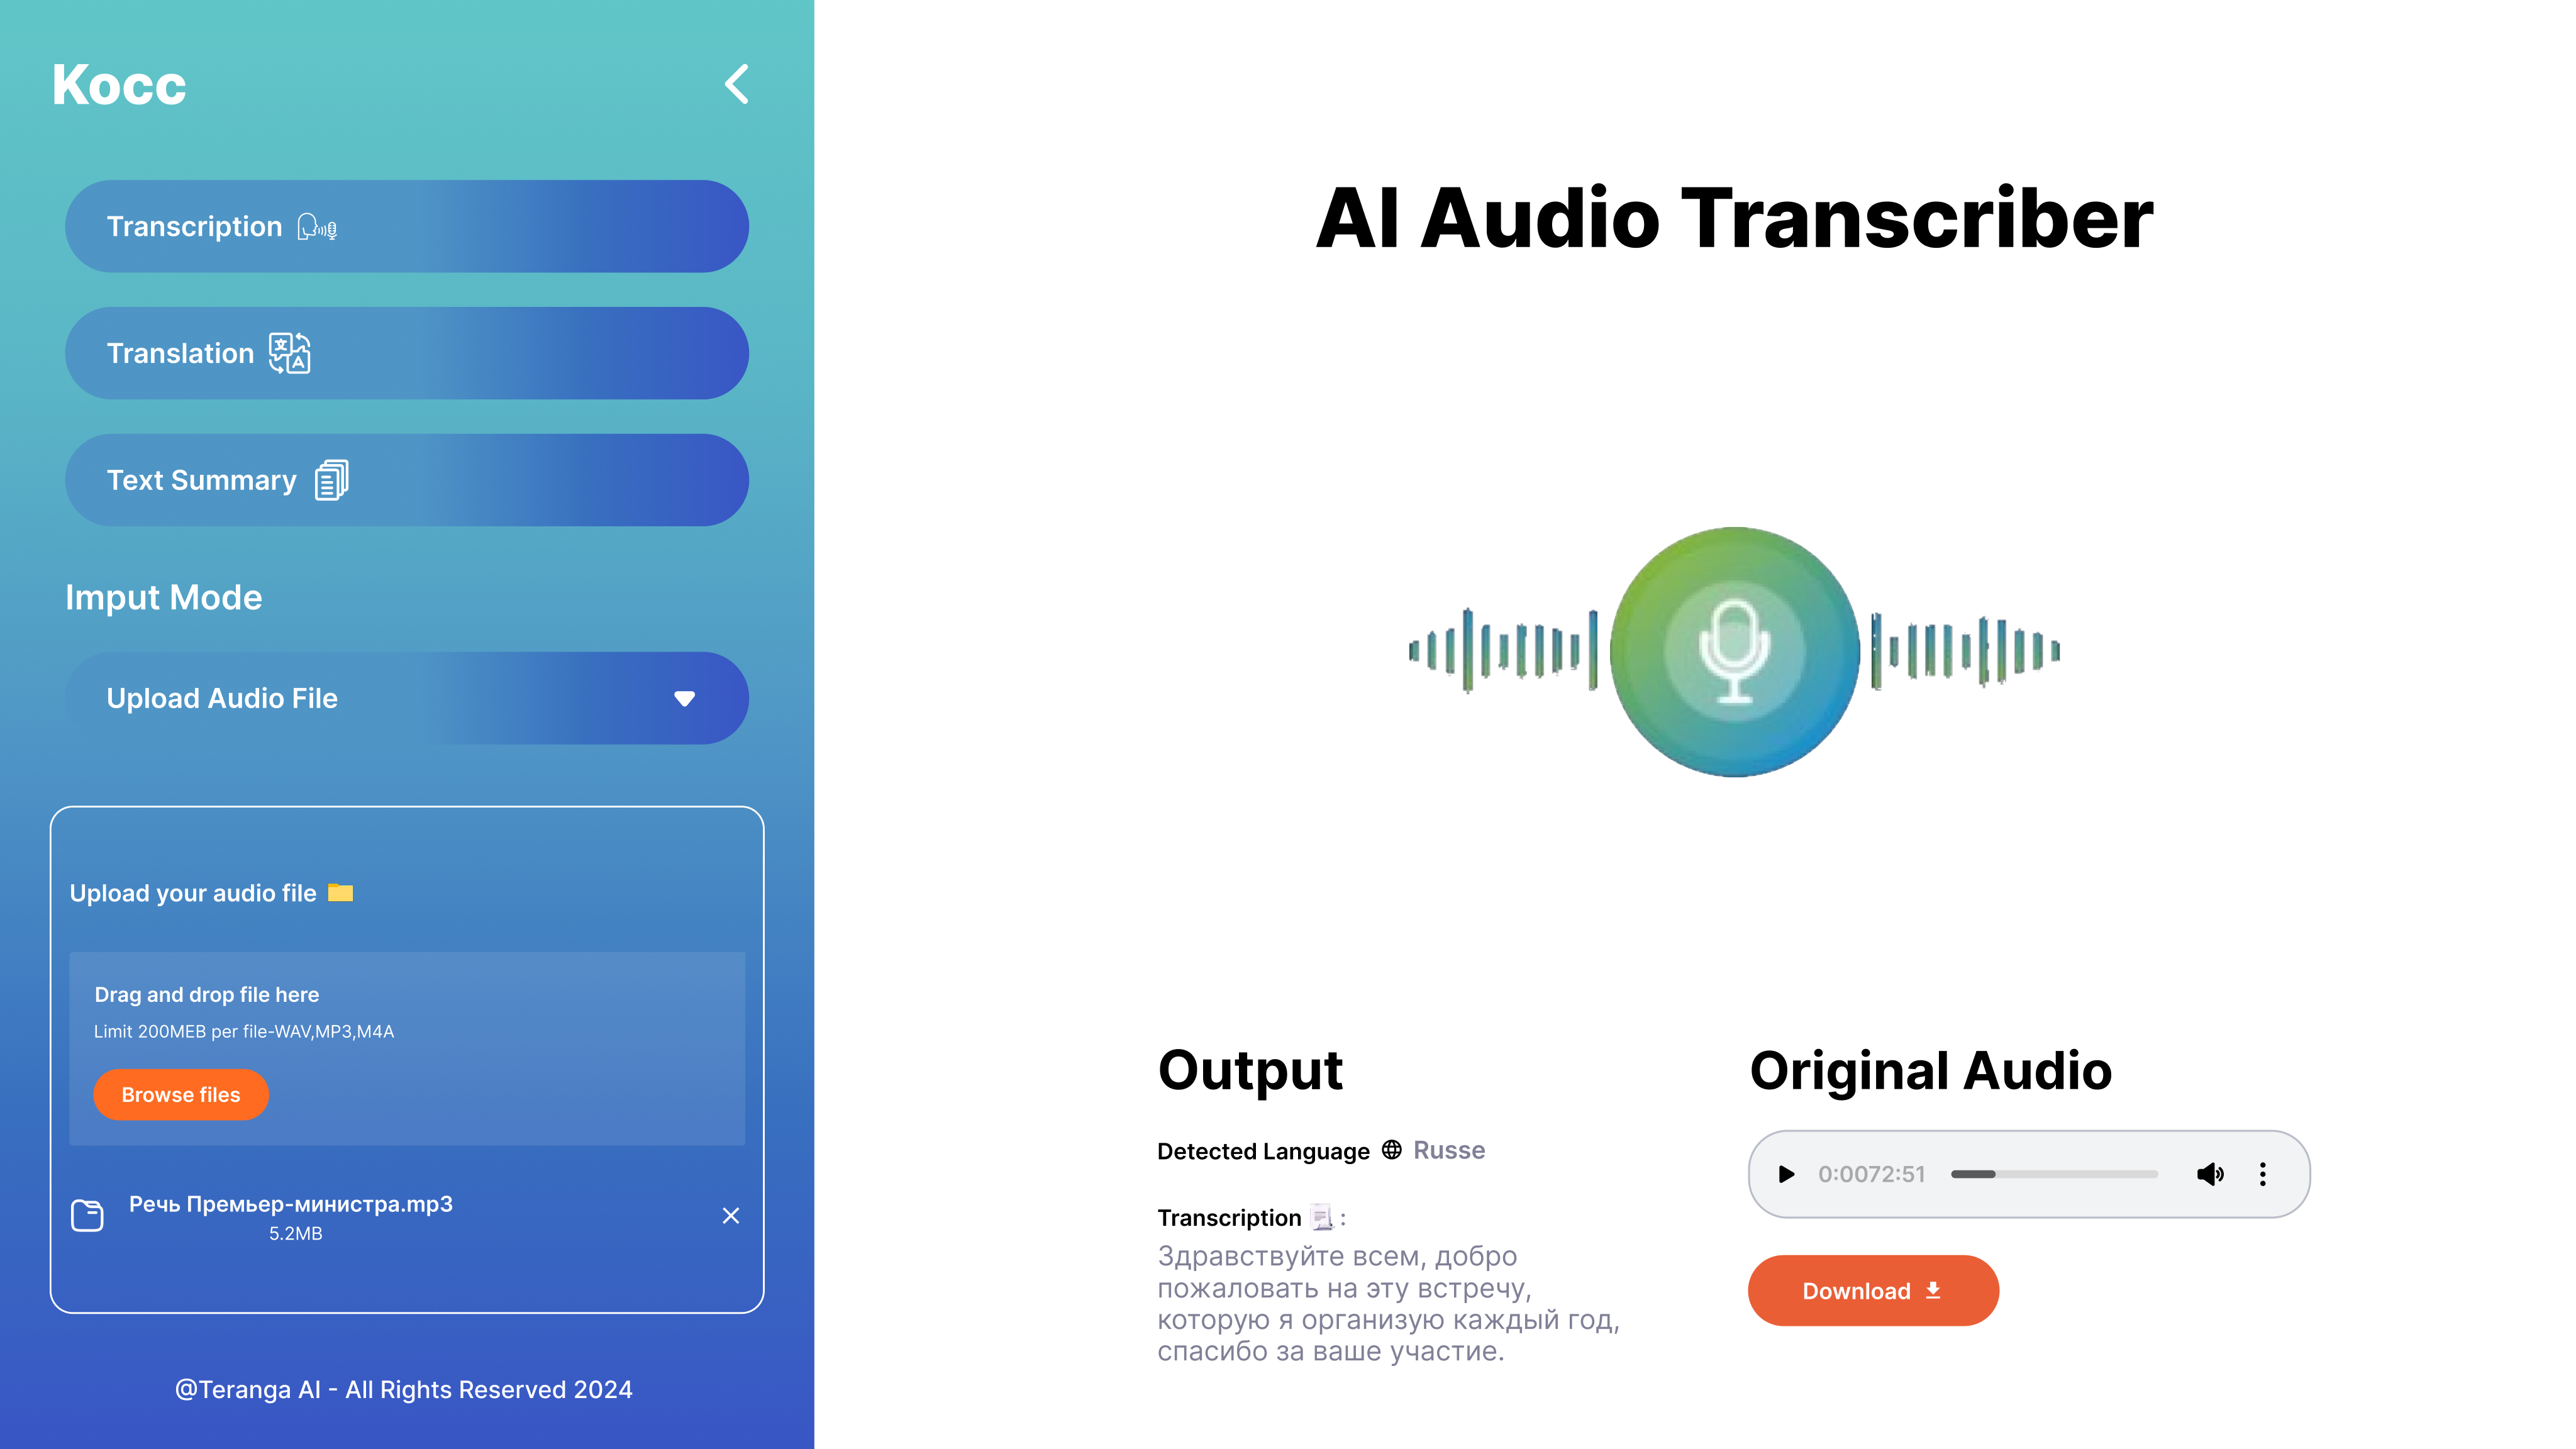 Kocc
Transcription
Translation
Text Summary
Imput Mode
Upload Audio File
Upload your audio file
Drag and drop file here
Limit 200MEB per file-WAV,MP3,M4A
Browse files
Речь Премьер-министра.mp3
5.2MB
@Teranga AI - All Rights Reserved 2024
AI Audio Transcriber
Output
Detected Language Russe
Transcription :
Здравствуйте всем, добро
пожаловать на эту встречу,
которую я организую каждый год,
спасибо за ваше участие.
Original Audio
0:0072:51
Download